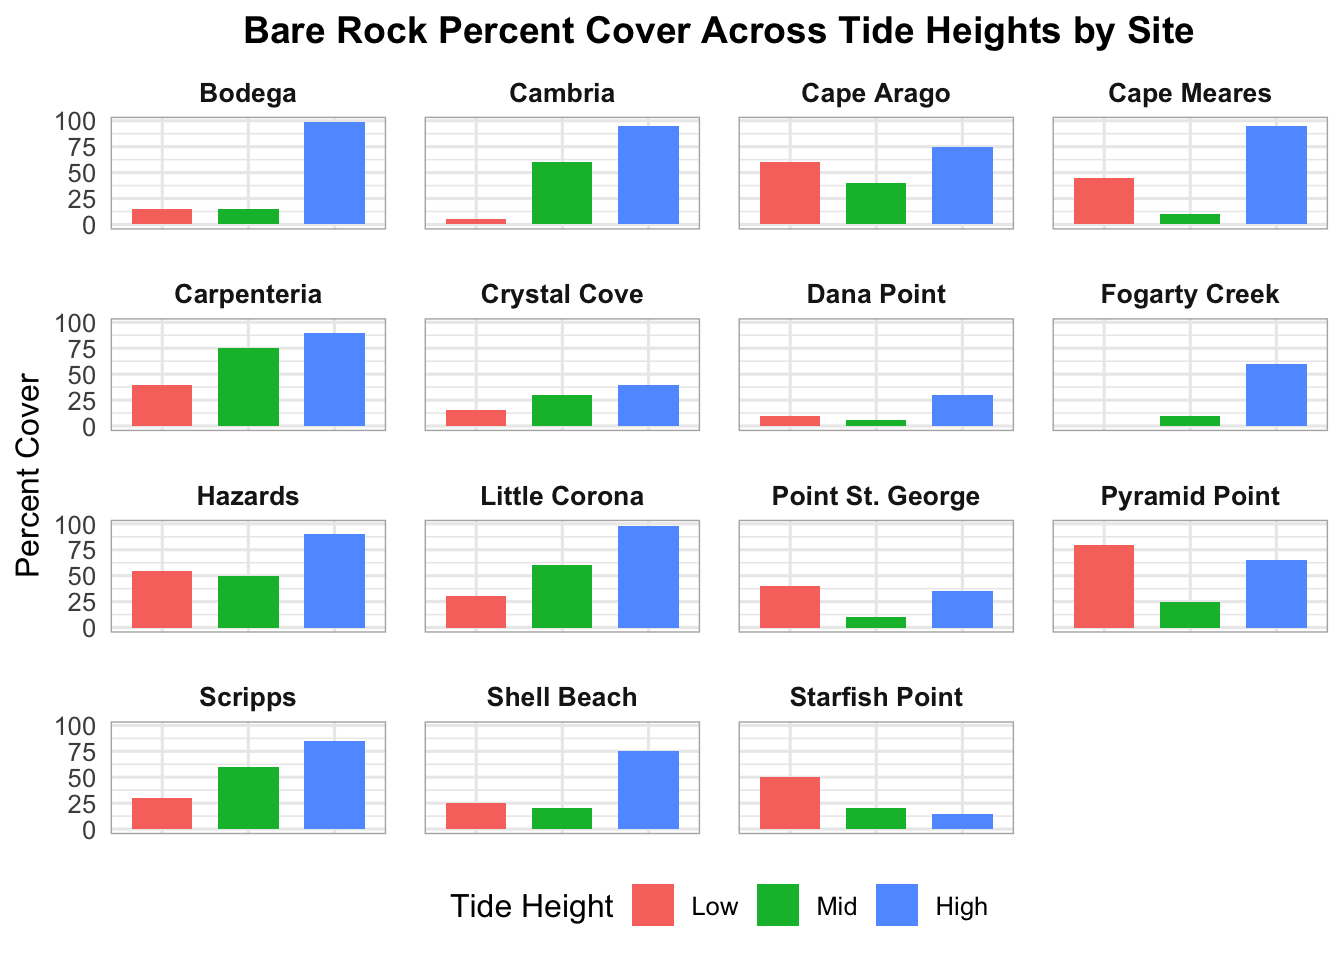 Bare Rock Percent Cover Across Tide Heights by Site
Bodega
Cambria
Cape Arago
Cape Meares
100
75
50
25
0
Carpenteria
Crystal Cove
Dana Point
Fogarty Creek
100
75
50
25
0
Percent Cover
Hazards
Little Corona
Point St. George
Pyramid Point
100
75
50
25
0
Scripps
Shell Beach
Starfish Point
100
75
50
25
0
Tide Height Low Mid High